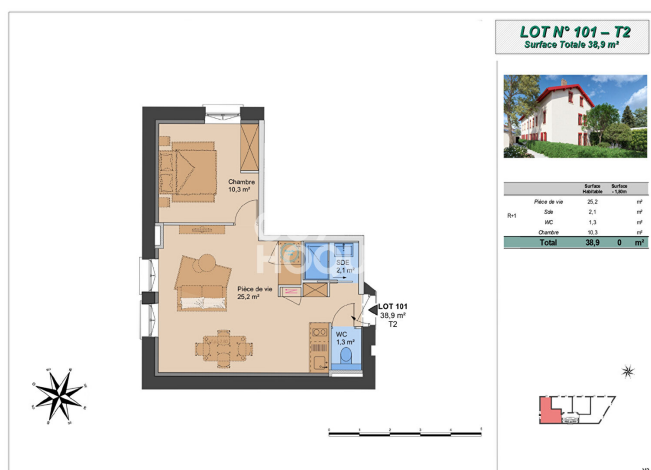 LOT N° 101 – T2
Surface Totale 38,9 m²
Surface Habitable
Surface - 1,80m
Pièce de vie 25,2 m²
R+1
Sde 2,1 m²
WC 1,3 m²
Chambre 10,3 m²
Total 38,9 0 m²
Chambre
10,3 m²
Pièce de vie
25,2 m²
SDE
2,1 m²
WC
1,3 m²
LOT 101
38,9 m²
T2